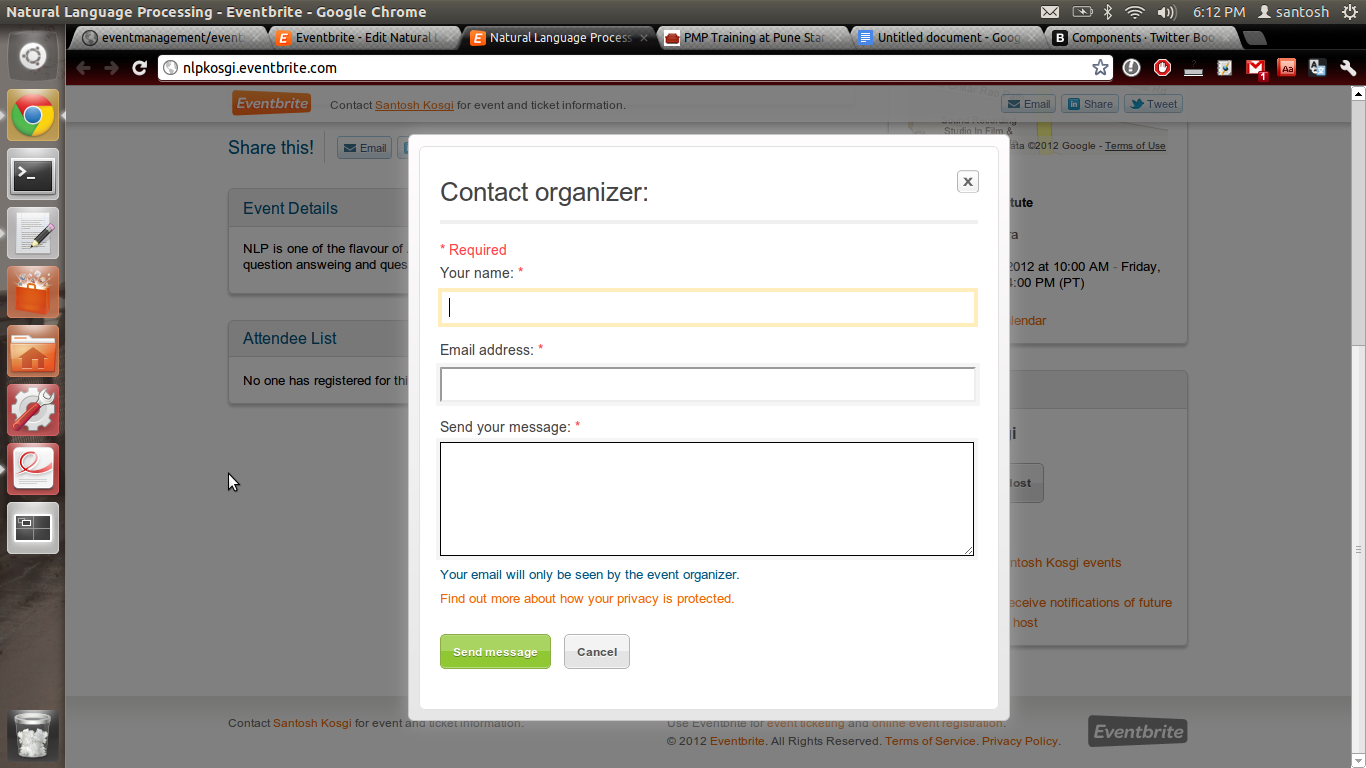 Natural Language Processing - Eventbrite - Google Chrome
6:12 PM santosh
eventmanagement/event
Eventbrite - Edit Natural L
Natural Language Process
PMP Training at Pune Star
Untitled document - Goog
Components · Twitter Boo
nlpkosgi.eventbrite.com
1
Aa
Eventbrite
Contact Santosh Kosgi for event and ticket information.
Email
Share
Tweet
Sound Recording
Studio In Film &
ata ©2012 Google - Terms of Use
Share this!
Email
Contact organizer:
x
Event Details
NLP is one of the flavour of
question answeing and ques
tute
ra
2012 at 10:00 AM - Friday,
4:00 PM (PT)
lendar
* Required
Your name: *
Email address: *
Attendee List
No one has registered for thi
Send your message: *
gi
Host
Your email will only be seen by the event organizer.
Find out more about how your privacy is protected.
ntosh Kosgi events
eceive notifications of future
host
Send message
Cancel
Contact Santosh Kosgi for event and ticket information.
Use Eventbrite for event ticketing and online event registration.
© 2012 Eventbrite. All Rights Reserved. Terms of Service. Privacy Policy.
Eventbrite